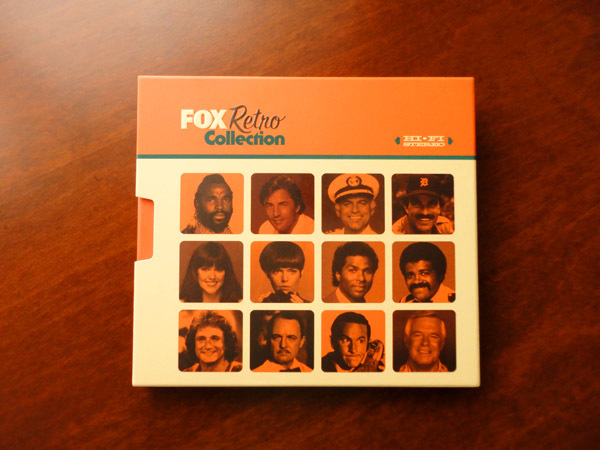 FOX Retro
Collection
HI-FI
STEREO
D